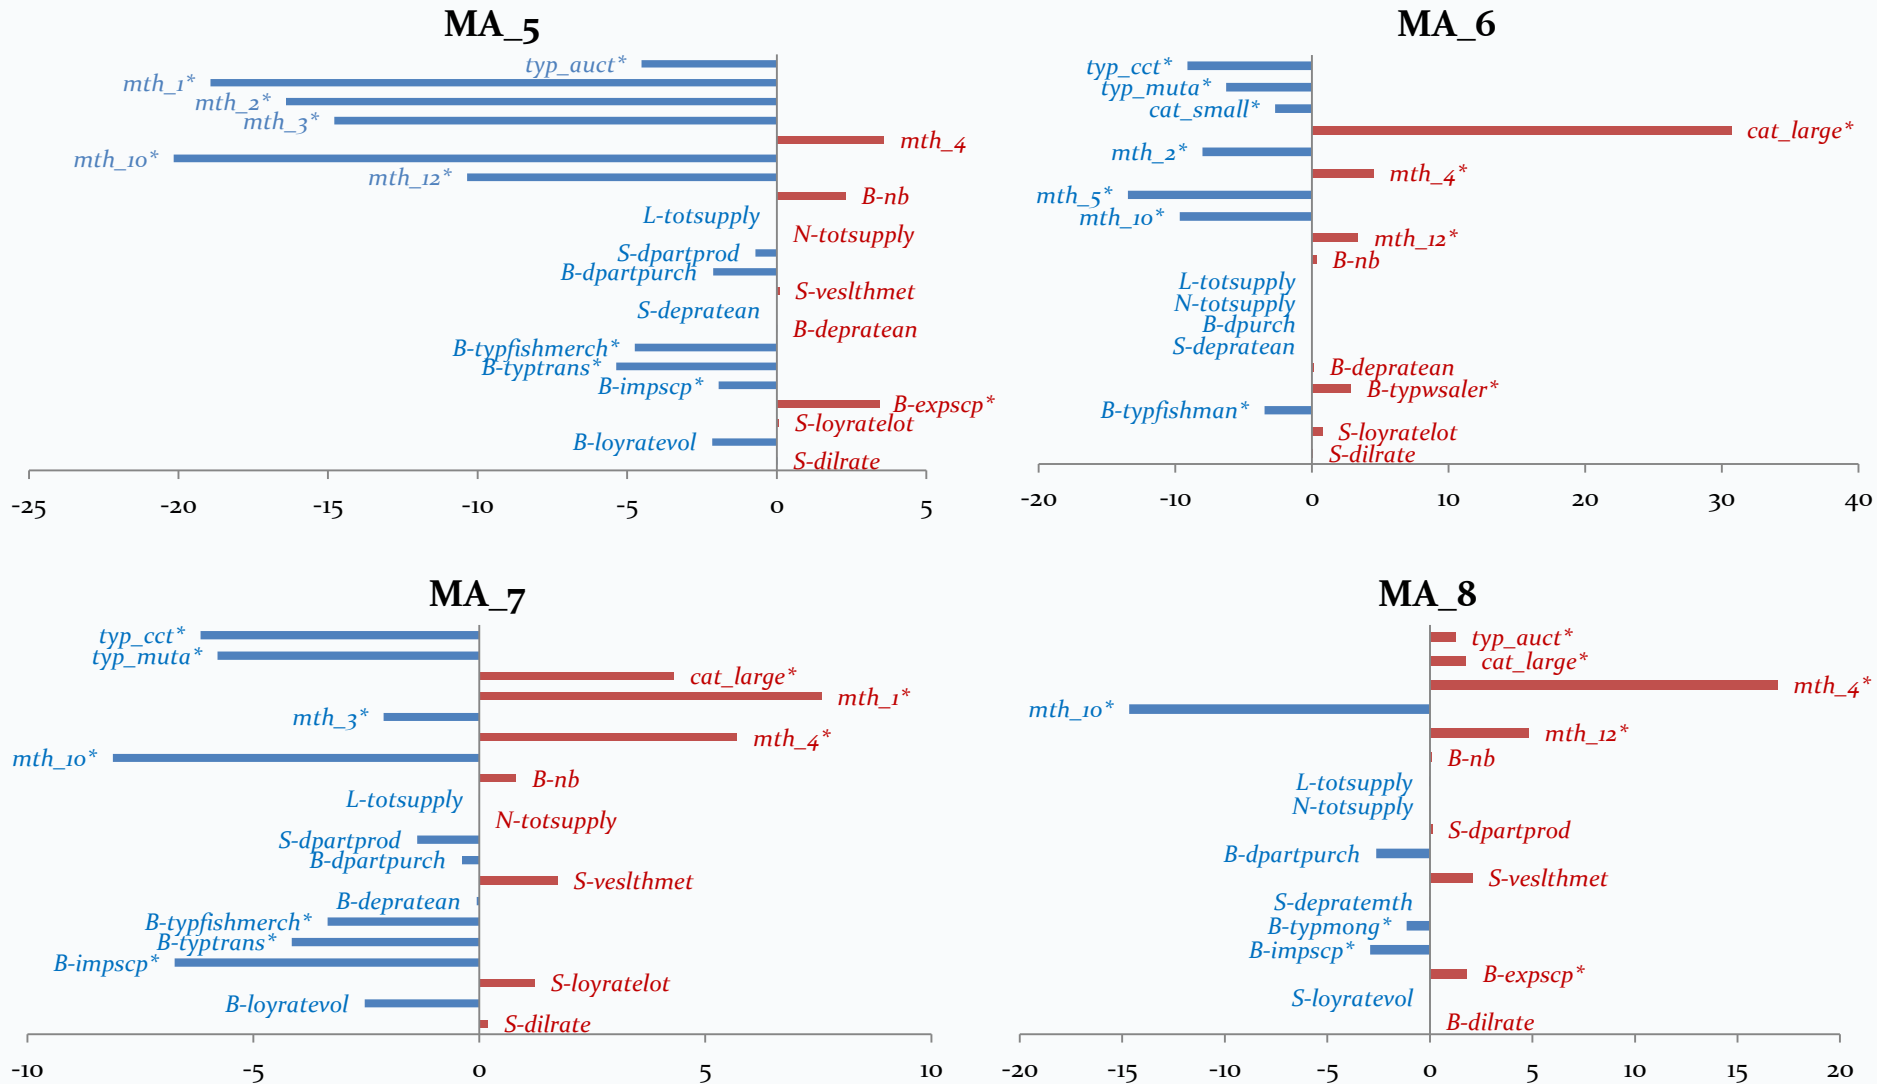 MA_5
typ_auct*
mth_1*
mth_2*
mth_3*
mth_4
mth_10*
mth_12*
B-nb
L-totsupply
N-totsupply
S-dpartprod
B-dpartpurch
S-veslthmet
S-depratean
B-depratean
B-typfishmerch*
B-typtrans*
B-impscp*
B-expscp*
S-loyratelot
B-loyratevol
S-dilrate
-25 -20 -15 -10 -5 0 5
MA_6
typ_cct*
typ_muta*
cat_small*
cat_large*
mth_2*
mth_4*
mth_5*
mth_10*
mth_12*
B-nb
L-totsupply
N-totsupply
B-dpurch
S-depratean
B-depratean
B-typwsaler*
B-typfishman*
S-loyratelot
S-dilrate
-20 -10 0 10 20 30 40
MA_7
typ_cct*
typ_muta*
cat_large*
mth_1*
mth_3*
mth_4*
mth_10*
B-nb
L-totsupply
N-totsupply
S-dpartprod
B-dpartpurch
S-veslthmet
B-depratean
B-typfishmerch*
B-typtrans*
B-impscp*
S-loyratelot
B-loyratevol
S-dilrate
-10 -5 0 5 10
MA_8
typ_auct*
cat_large*
mth_4*
mth_10*
mth_12*
B-nb
L-totsupply
N-totsupply
S-dpartprod
B-dpartpurch
S-veslthmet
S-depratemth
B-typmong*
B-impscp*
B-expscp*
S-loyratevol
B-dilrate
-20 -15 -10 -5 0 5 10 15 20